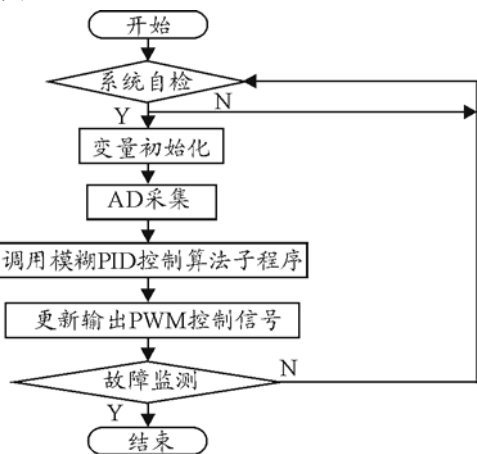 开始
系统自检
Y
N
变量初始化
AD采集
调用模糊PID控制算法子程序
更新输出PWM控制信号
故障监测
N
Y
结束